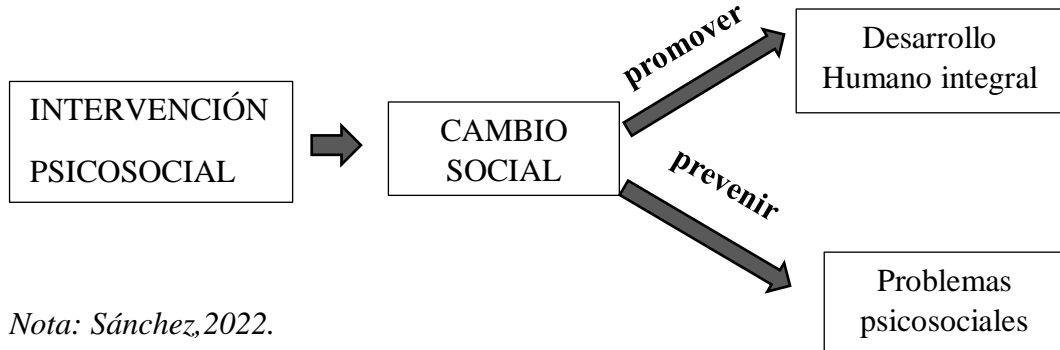 INTERVENCIÓN
PSICOSOCIAL
CAMBIO
SOCIAL
promover
Desarrollo
Humano integral
prevenir
Problemas
psicosociales
Nota: Sánchez,2022.